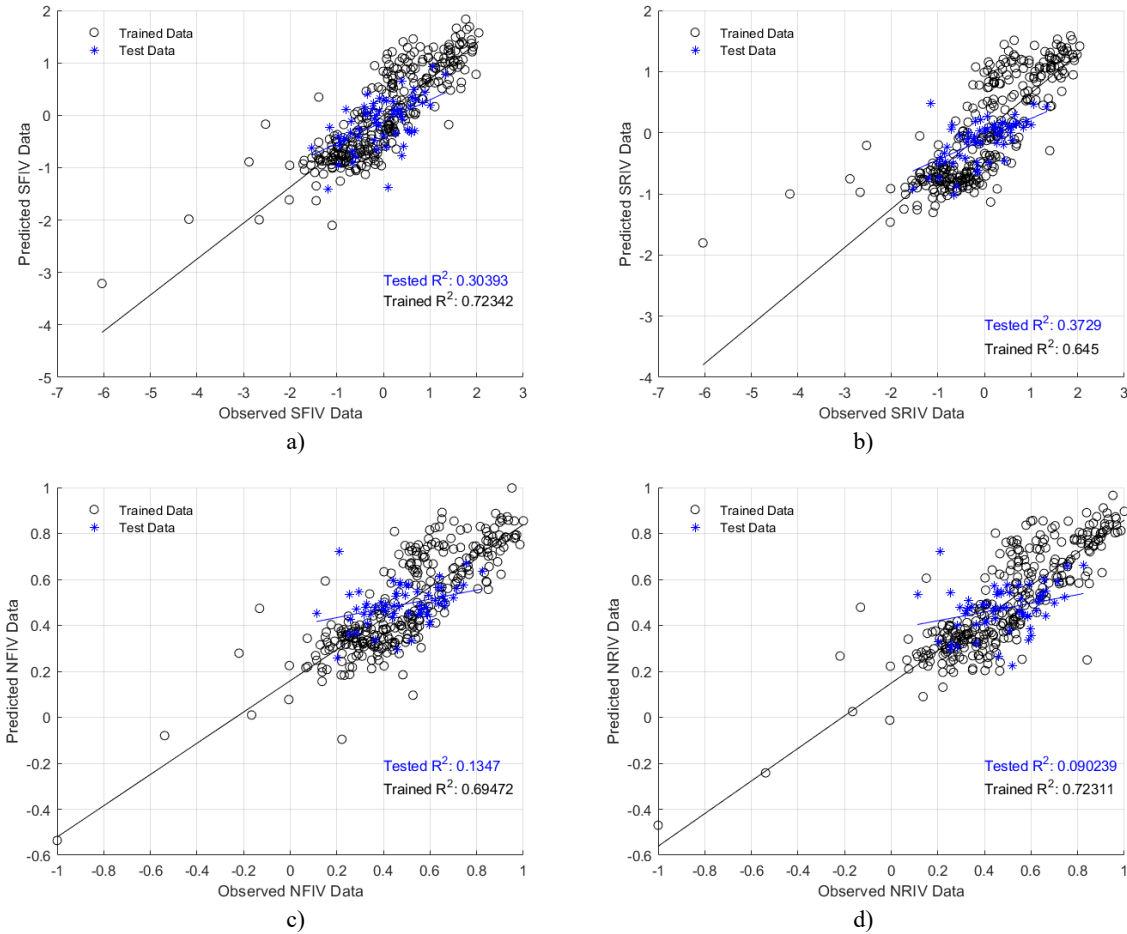 2
1
0
-1
-2
-3
-4
-5
Predicted SFIV Data
Trained Data
Test Data
Tested R²: 0.30393
Trained R²: 0.72342
-7 -6 -5 -4 -3 -2 -1 0 1 2 3
Observed SFIV Data
a)
2
1
0
-1
-2
-3
-4
Predicted SRIV Data
Trained Data
Test Data
Tested R²: 0.3729
Trained R²: 0.645
-7 -6 -5 -4 -3 -2 -1 0 1 2 3
Observed SRIV Data
b)
1
0.8
0.6
0.4
0.2
0
-0.2
-0.4
-0.6
Predicted NFIV Data
Trained Data
Test Data
Tested R²: 0.1347
Trained R²: 0.69472
-1 -0.8 -0.6 -0.4 -0.2 0 0.2 0.4 0.6 0.8 1
Observed NFIV Data
c)
1
0.8
0.6
0.4
0.2
0
-0.2
-0.4
-0.6
Predicted NRIV Data
Trained Data
Test Data
Tested R²: 0.090239
Trained R²: 0.72311
-1 -0.8 -0.6 -0.4 -0.2 0 0.2 0.4 0.6 0.8 1
Observed NRIV Data
d)